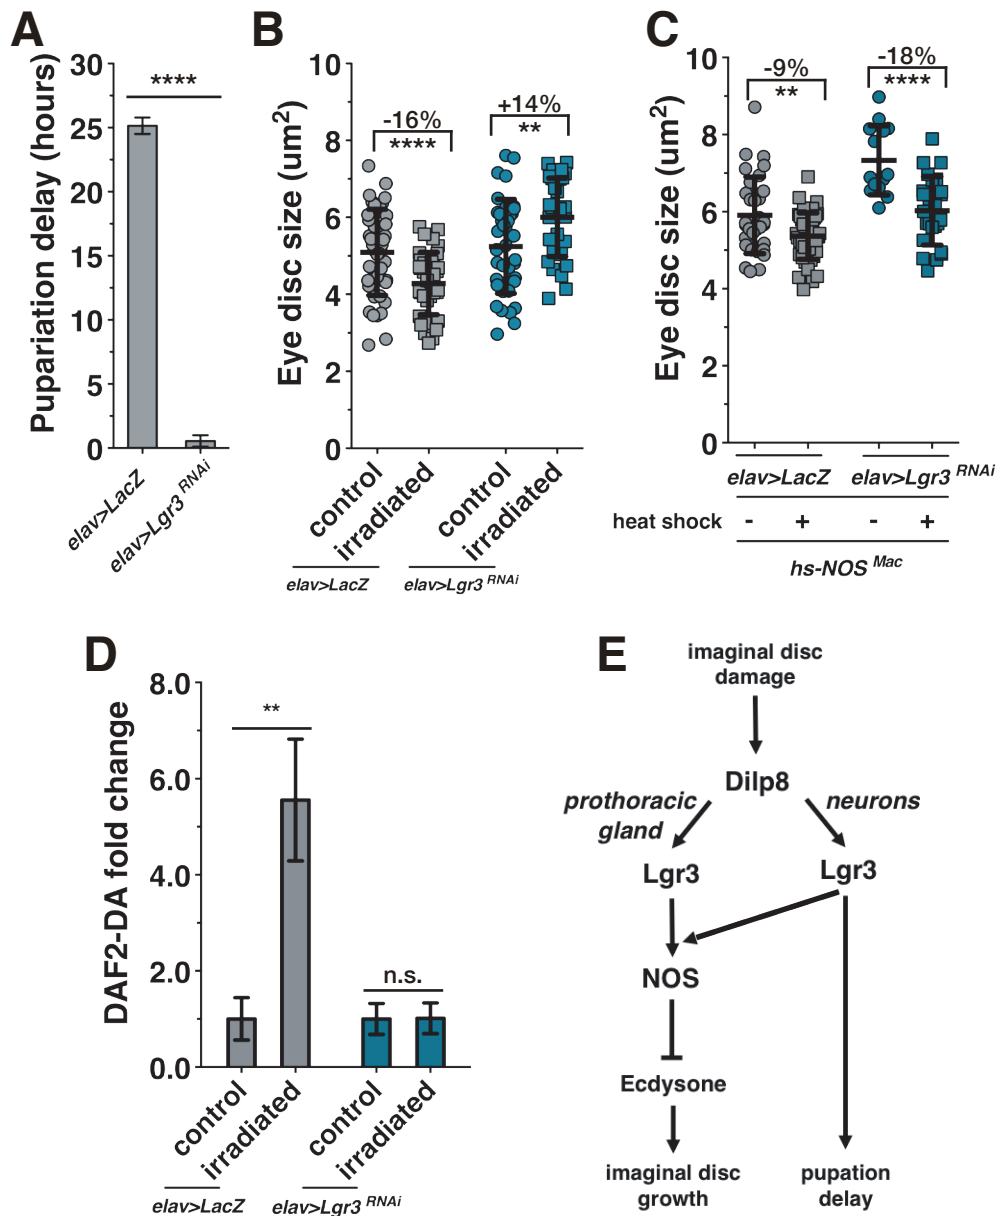 A
Pupariation delay (hours)
30
25
20
15
10
5
0
****
elav>LacZ
elav>Lgr3 RNAi
B
Eye disc size (um2)
10
8
6
4
2
0
-16%
****
+14%
**
control
irradiated
control
irradiated
elav>LacZ
elav>Lgr3 RNAi
C
Eye disc size (um2)
10
8
6
4
2
0
-9%
**
-18%
****
elav>LacZ
elav>Lgr3 RNAi
heat shock - + - +
hs-NOS Mac
D
DAF2-DA fold change
8.0
6.0
4.0
2.0
0.0
**
n.s.
control
irradiated
control
irradiated
elav>LacZ
elav>Lgr3 RNAi
E
imaginal disc
damage
Dilp8
prothoracic
gland
neurons
Lgr3
Lgr3
NOS
Ecdysone
imaginal disc
growth
pupation
delay